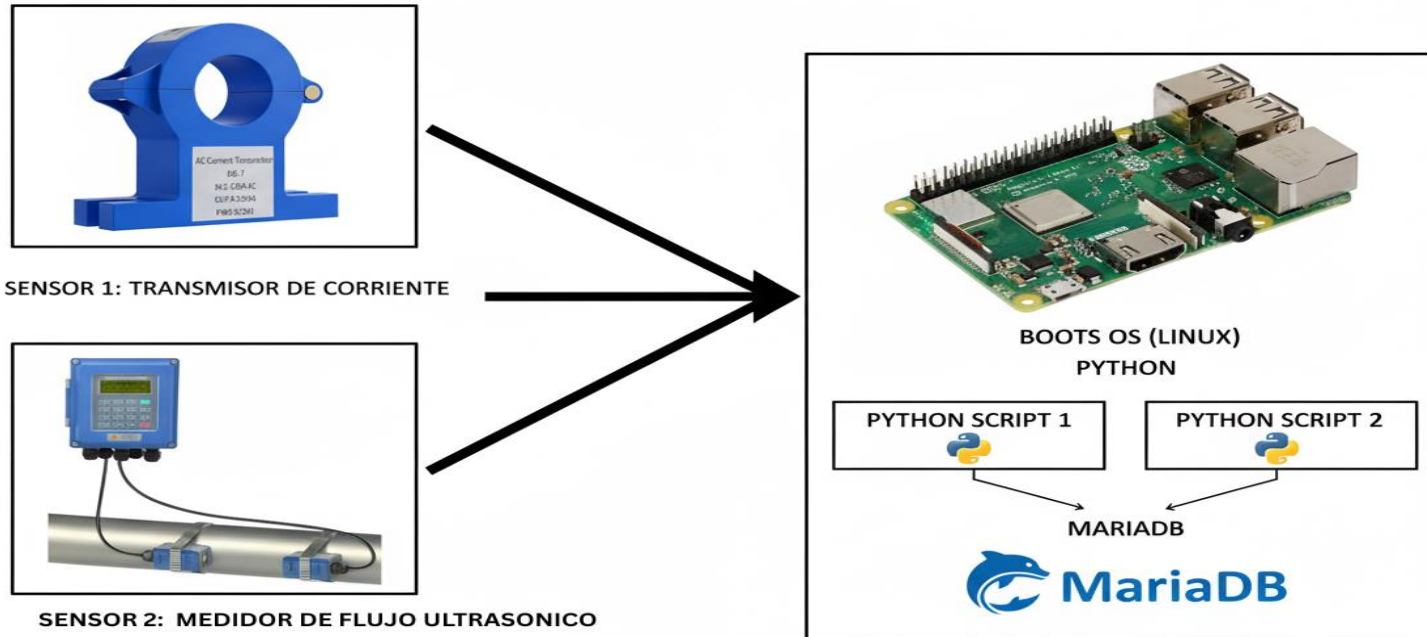 AC Current Transmitter
SENSOR 1: TRANSMISOR DE CORRIENTE
SENSOR 2: MEDIDOR DE FLUJO ULTRASONICO
BOOTS OS (LINUX)
PYTHON
PYTHON SCRIPT 1
PYTHON SCRIPT 2
MARIADB
MariaDB